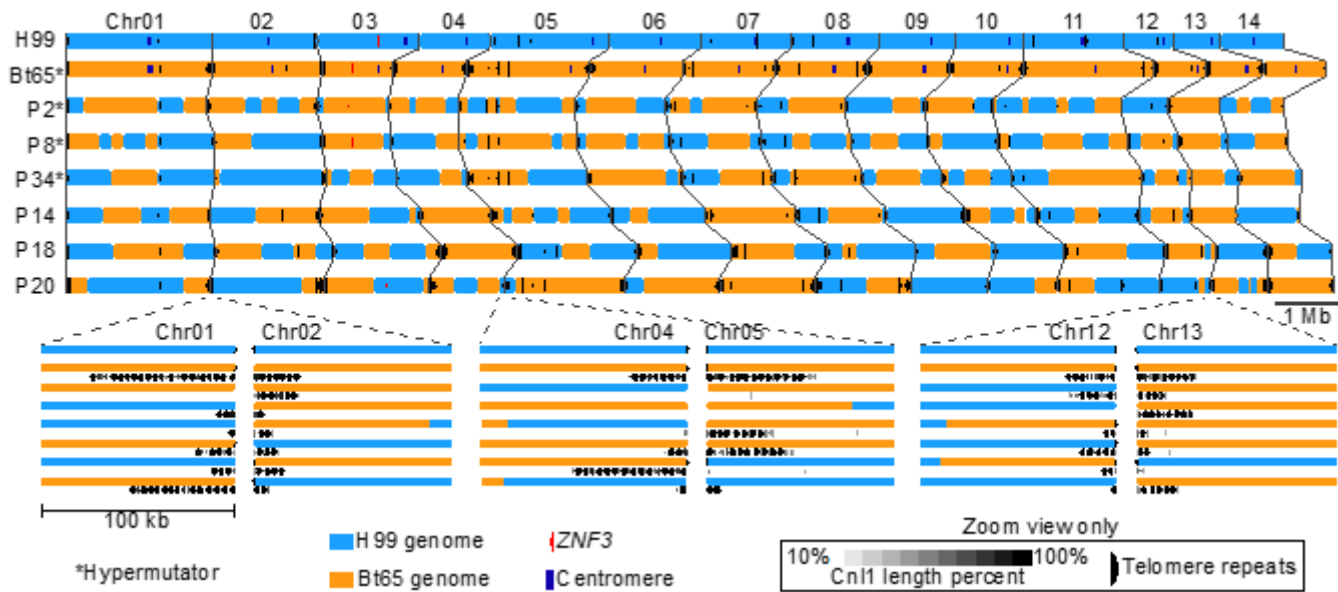 Chr01 02 03 04 05 06 07 08 09 10 11 12 13 14
H99
Bt65*
P2*
P8*
P34*
P14
P18
P20
1 Mb
Chr01 Chr02 Chr04 Chr05 Chr12 Chr13
100 kb
*Hypermutator
H99 genome
Bt65 genome
ZNF3
Centromere
Zoom view only
10% 100%
Cnl1 length percent
Telomere repeats